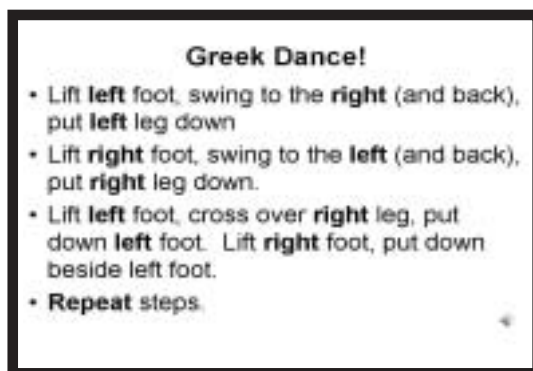 Greek Dance!
• Lift left foot, swing to the right (and back),
put left leg down
• Lift right foot, swing to the left (and back),
put right leg down.
• Lift left foot, cross over right leg, put
down left foot. Lift right foot, put down
beside left foot.
• Repeat steps.